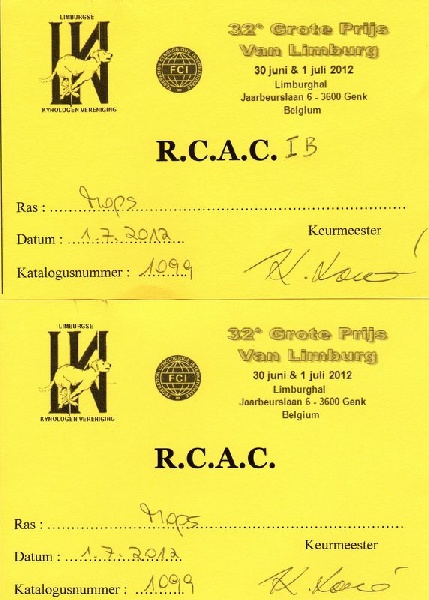 LIMBURGSE
KYNOLOGEN VERENIGING
FCI
32e Grote Prijs
Van Limburg
30 juni & 1 juli 2012
Limburghal
Jaarbeurslaan 6 - 3600 Genk
Belgium
R.C.A.C. IB
Ras : Mops
Datum : 1.7.2012
Keurmeester
Katalogusnummer : 1099
LIMBURGSE
KYNOLOGEN VERENIGING
FCI
32e Grote Prijs
Van Limburg
30 juni & 1 juli 2012
Limburghal
Jaarbeurslaan 6 - 3600 Genk
Belgium
R.C.A.C.
Ras : Mops
Datum : 1.7.2012
Keurmeester
Katalogusnummer : 1099